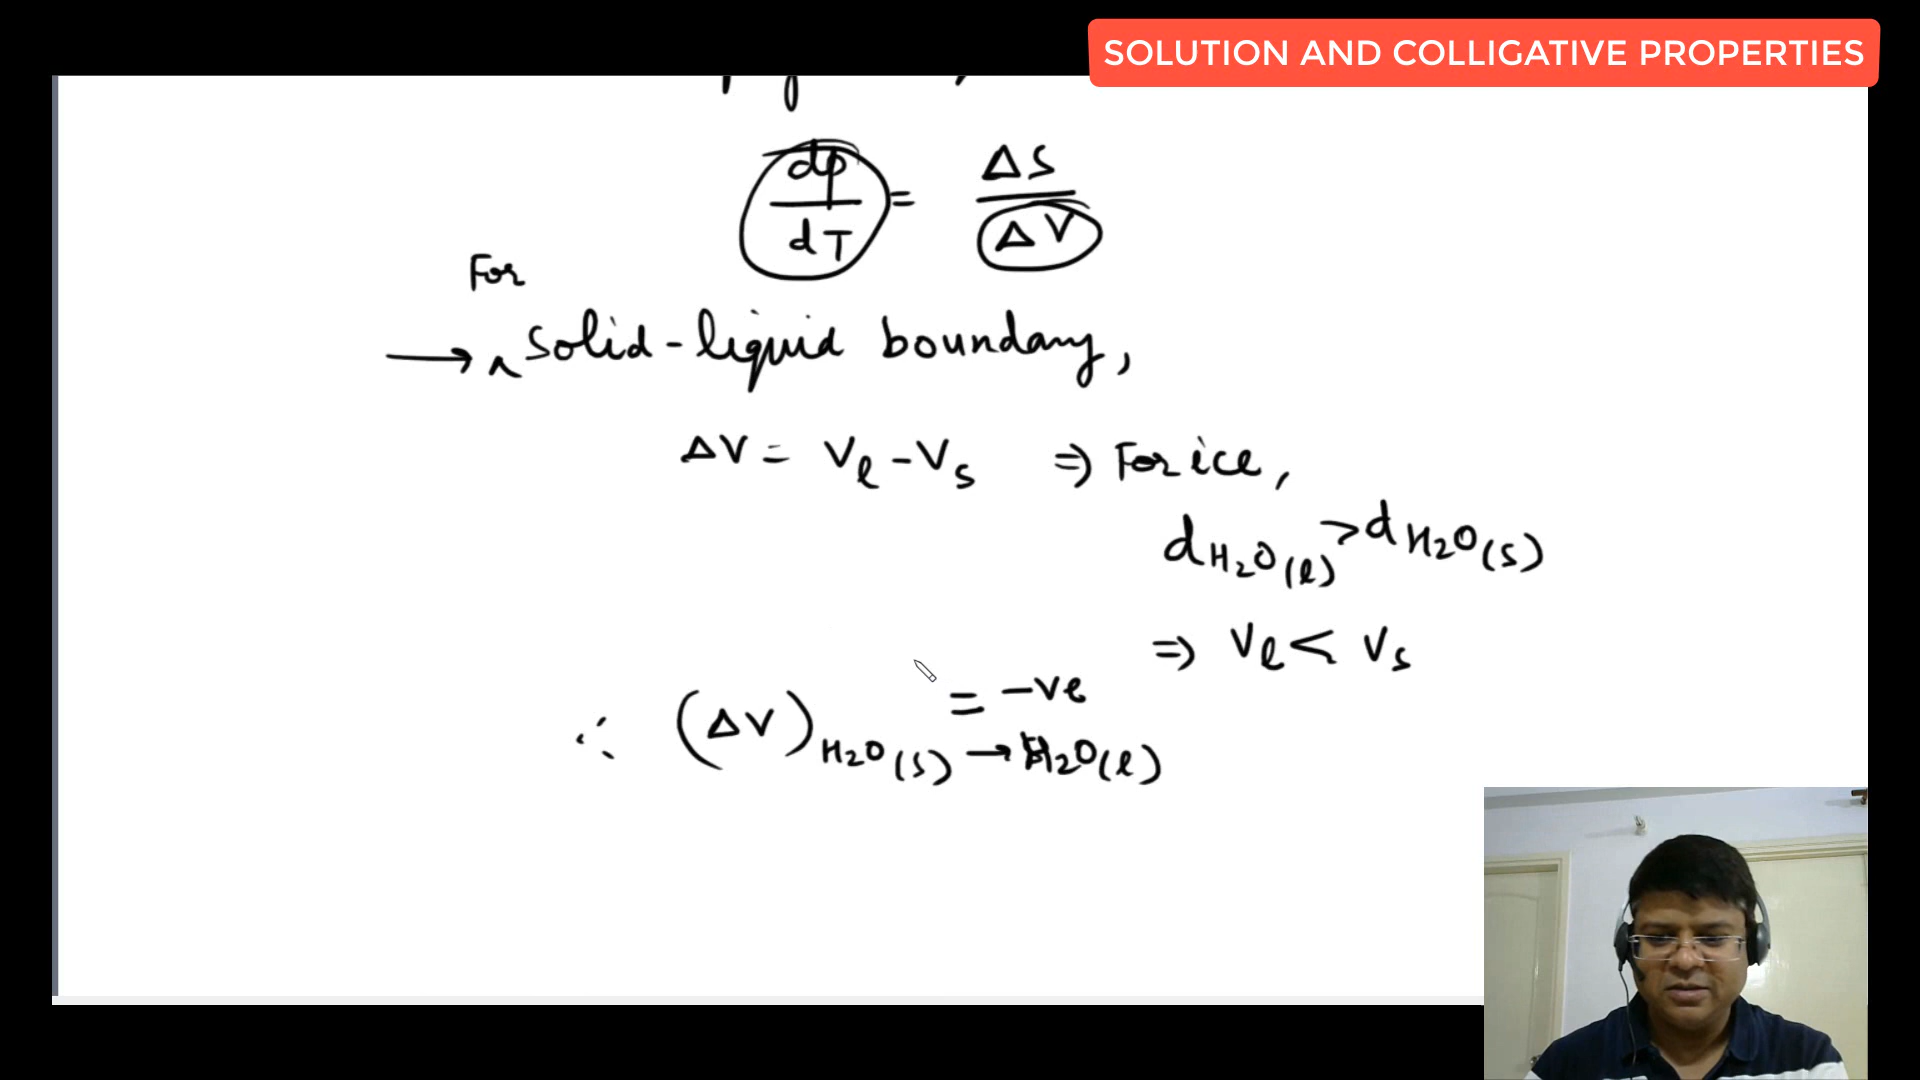 SOLUTION AND COLLIGATIVE PROPERTIES
dp/dT = ΔS/ΔV
For
→ ^ Solid-liquid boundary,
ΔV = Vl - Vs ⇒ For ice,
dH2O(l) > dH2O(s)
⇒ Vl < Vs
∴ (ΔV)H2O(s) → H2O(l) = -ve